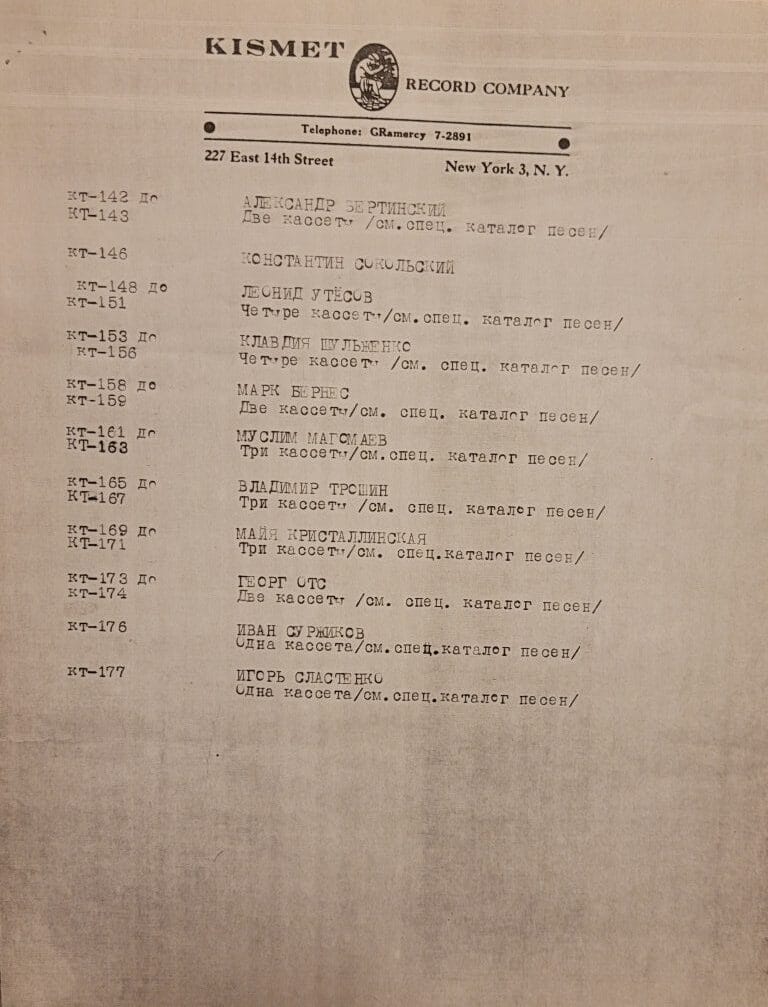 KISMET
RECORD COMPANY
Telephone: GRamercy 7-2891
227 East 14th Street
New York 3, N. Y.
кт-142 до
КТ-143
АЛЕКСАНДР ВЕРТИНСКИЙ
Две кассеты /см.спец. каталог песен/
кт-146
КОНСТАНТИН СОКОЛЬСКИЙ
кт-148 до
кт-151
ЛЕОНИД УТЁСОВ
Четыре кассеты/см.спец. каталог песен/
кт-153 до
кт-156
КЛАВДИЯ ШУЛЬЖЕНКО
Четыре кассеты /см. спец. каталог песен/
кт-158 до
кт-159
МАРК БЕРНЕС
Две кассеты/см. спец. каталог песен/
кт-161 до
КТ-163
МУСЛИМ МАГОМАЕВ
Три кассеты/см.спец. каталог песен/
кт-165 до
КТ-167
ВЛАДИМИР ТРОШИН
Три кассеты /см. спец. каталог песен/
кт-169 до
КТ-171
МАЙЯ КРИСТАЛЛИНСКАЯ
Три кассеты/см. спец.каталог песен/
кт-173 до
кт-174
ГЕОРГ ОТС
Две кассеты /см. спец. каталог песен/
кт-176
ИВАН СУРЖИКОВ
Одна кассета/см.спец.каталог песен/
кт-177
ИГОРЬ СЛАСТЕНКО
Одна кассета/см.спец.каталог песен/